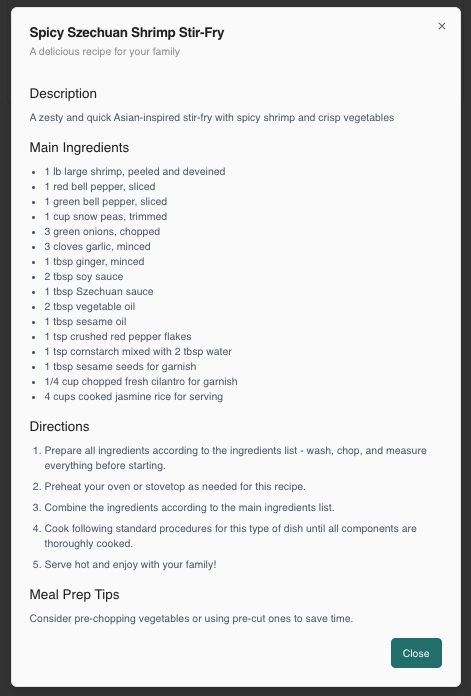 Spicy Szechuan Shrimp Stir-Fry
A delicious recipe for your family
Description
A zesty and quick Asian-inspired stir-fry with spicy shrimp and crisp vegetables
Main Ingredients
• 1 lb large shrimp, peeled and deveined
• 1 red bell pepper, sliced
• 1 green bell pepper, sliced
• 1 cup snow peas, trimmed
• 3 green onions, chopped
• 3 cloves garlic, minced
• 1 tbsp ginger, minced
• 2 tbsp soy sauce
• 1 tbsp Szechuan sauce
• 2 tbsp vegetable oil
• 1 tbsp sesame oil
• 1 tsp crushed red pepper flakes
• 1 tsp cornstarch mixed with 2 tbsp water
• 1 tbsp sesame seeds for garnish
• 1/4 cup chopped fresh cilantro for garnish
• 4 cups cooked jasmine rice for serving
Directions
1. Prepare all ingredients according to the ingredients list - wash, chop, and measure
everything before starting.
2. Preheat your oven or stovetop as needed for this recipe.
3. Combine the ingredients according to the main ingredients list.
4. Cook following standard procedures for this type of dish until all components are
thoroughly cooked.
5. Serve hot and enjoy with your family!
Meal Prep Tips
Consider pre-chopping vegetables or using pre-cut ones to save time.
Close